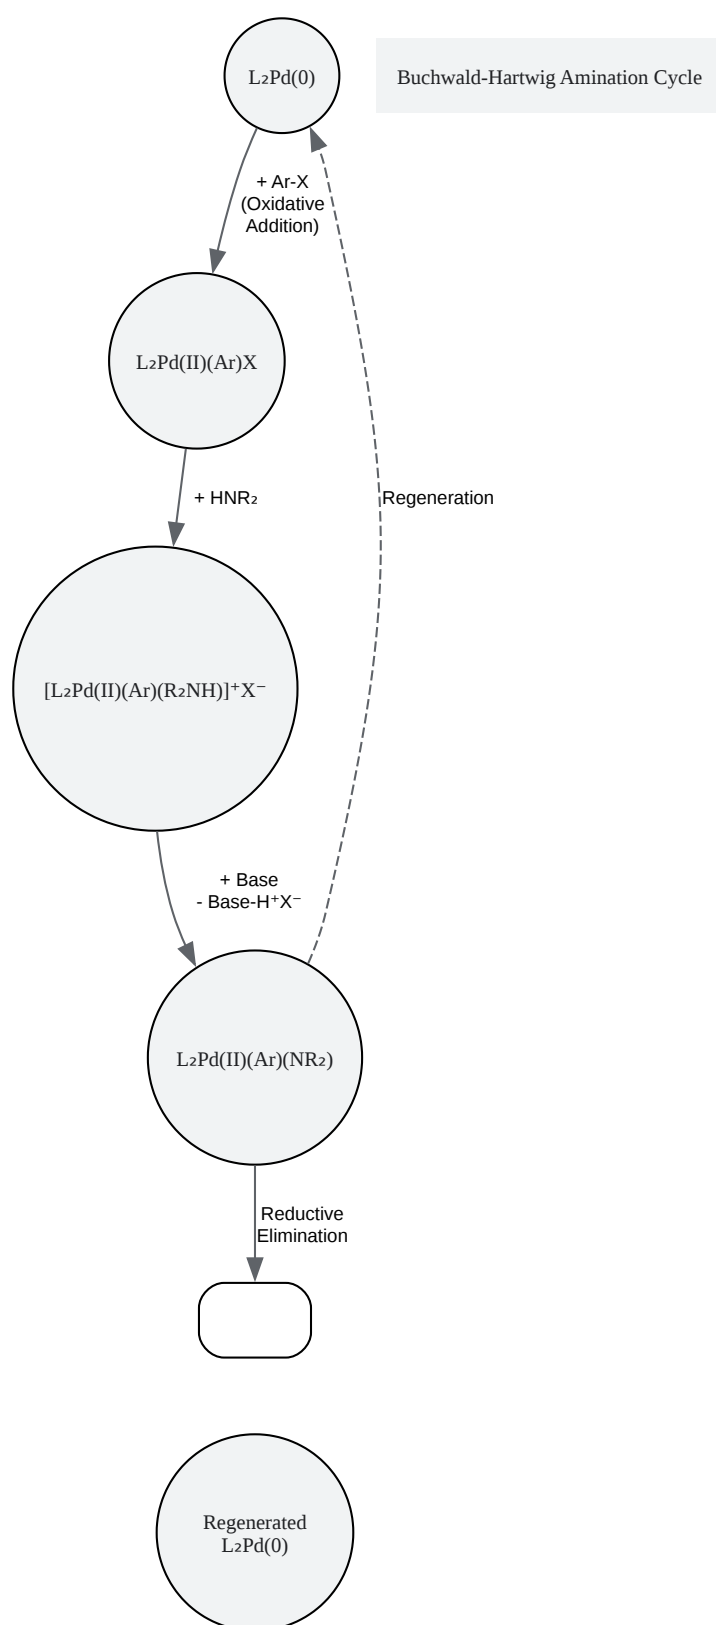 L₂Pd(0)
Buchwald-Hartwig Amination Cycle
+ Ar-X
(Oxidative
Addition)
L₂Pd(II)(Ar)X
+ HNR₂
Regeneration
[L₂Pd(II)(Ar)(R₂NH)]⁺X⁻
+ Base
- Base-H⁺X⁻
L₂Pd(II)(Ar)(NR₂)
Reductive
Elimination
Regenerated
L₂Pd(0)